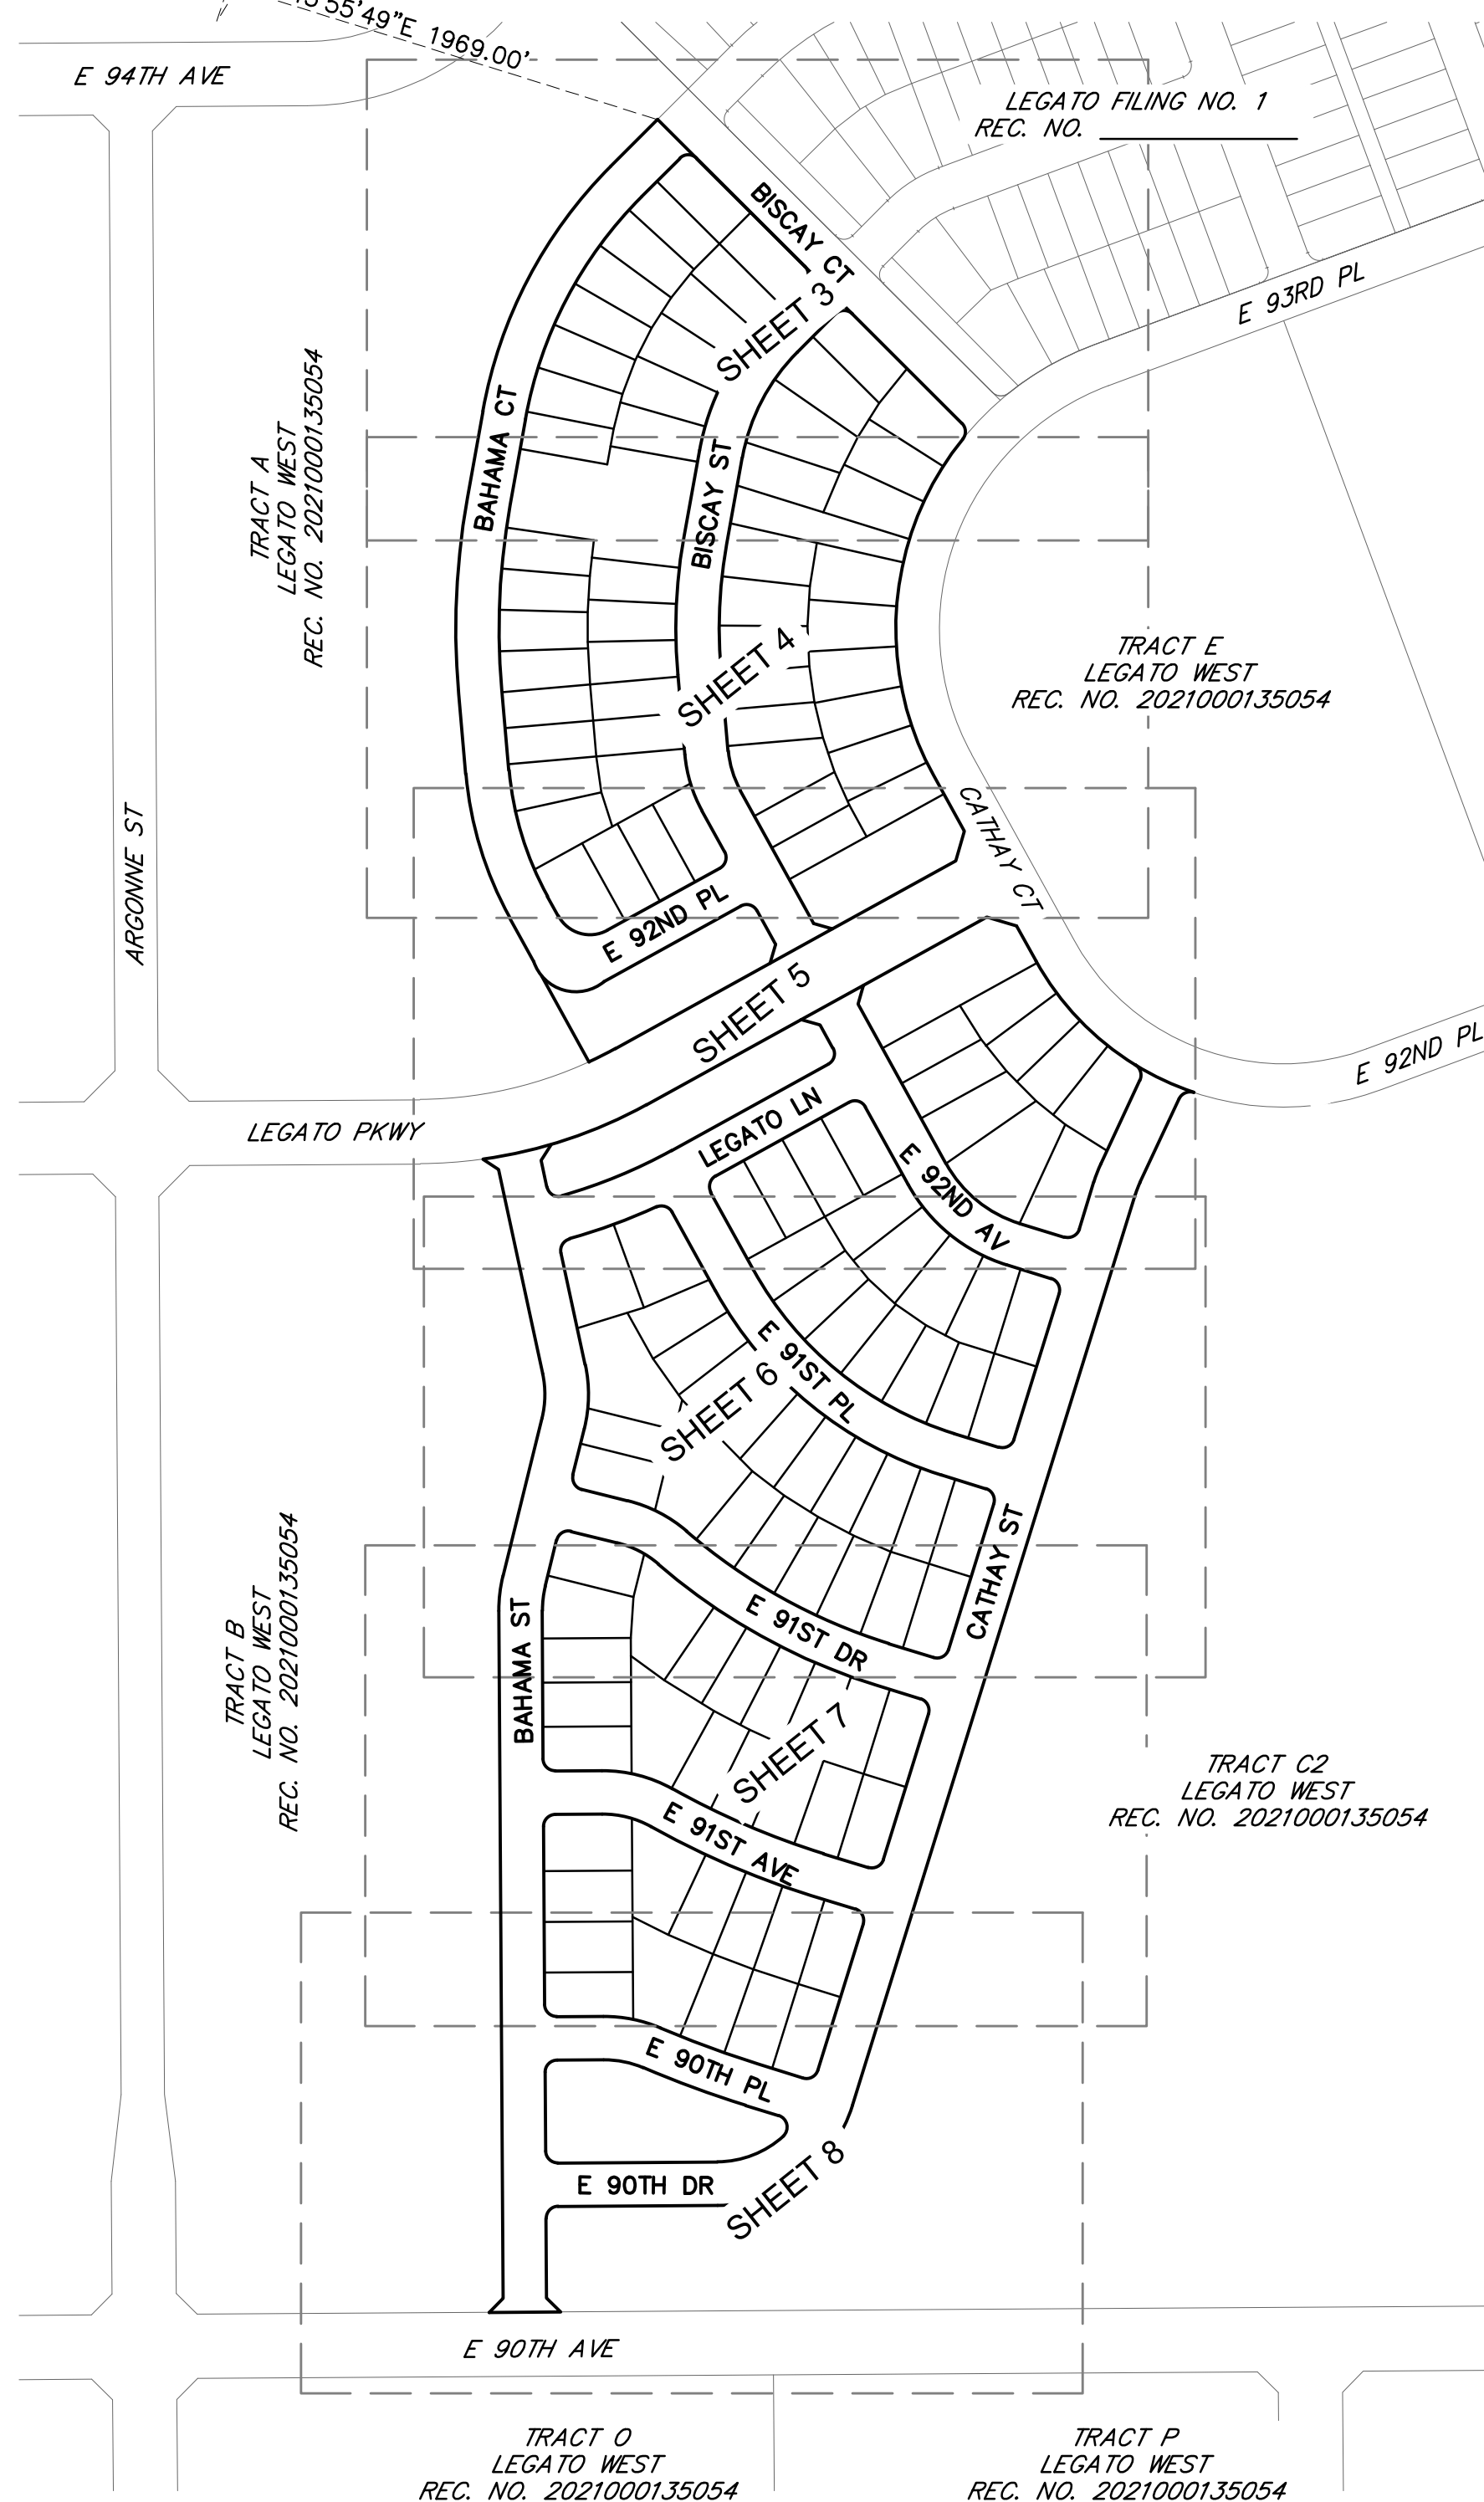 55'49"E 1969.00'
E 94TH AVE
LEGATO FILING NO. 1
REC. NO.
BISCAY CT
SHEET 3
E 93RD PL
BAHAMA CT
TRACT A
LEGATO WEST
REC. NO. 2021000135054
BISCAY ST
SHEET 4
TRACT E
LEGATO WEST
REC. NO. 2021000135054
ARGONNE ST
CATHAY CT
E 92ND PL
SHEET 5
E 92ND PL
LEGATO PKWY
LEGATO LN
E 92ND AV
E 91ST PL
SHEET 6
CATHAY ST
TRACT B
LEGATO WEST
REC. NO. 2021000135054
BAHAMA ST
E 91ST DR
SHEET 7
TRACT C2
LEGATO WEST
REC. NO. 2021000135054
E 91ST AVE
E 90TH PL
SHEET 8
E 90TH DR
E 90TH AVE
TRACT O
LEGATO WEST
REC. NO. 2021000135054
TRACT P
LEGATO WEST
REC. NO. 2021000135054